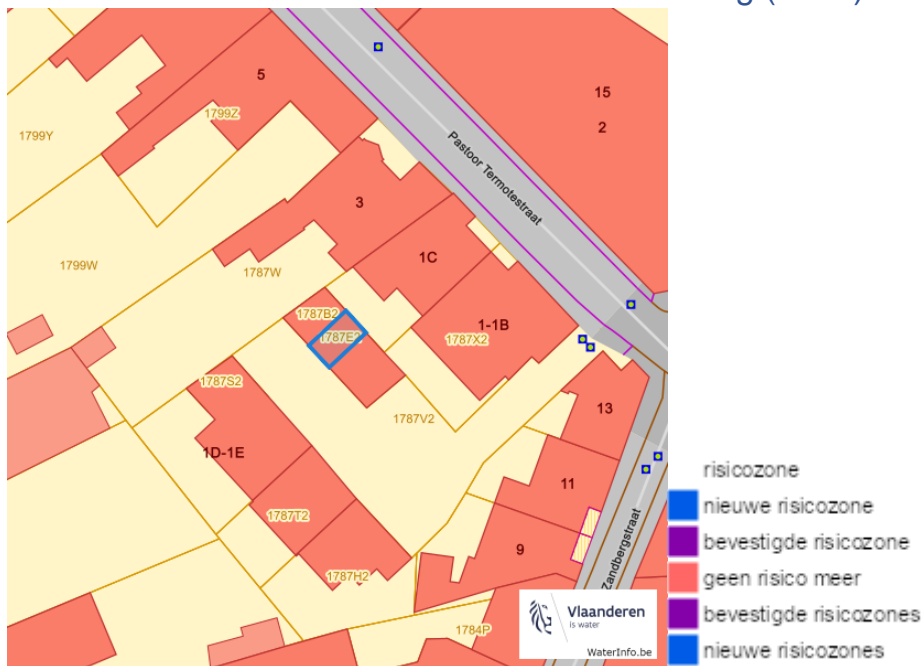 5
15
2
1799Z
1799Y
Pastoor Termotestraat
3
1C
1799W
1787W
1787B2
1787E2
1-1B
1787X2
1787S2
1787V2
13
1D-1E
11
1787T2
9
Zandbergstraat
1787H2
1784P
Vlaanderen
is water
WaterInfo.be
risicozone
nieuwe risicozone
bevestigde risicozone
geen risico meer
bevestigde risicozones
nieuwe risicozones